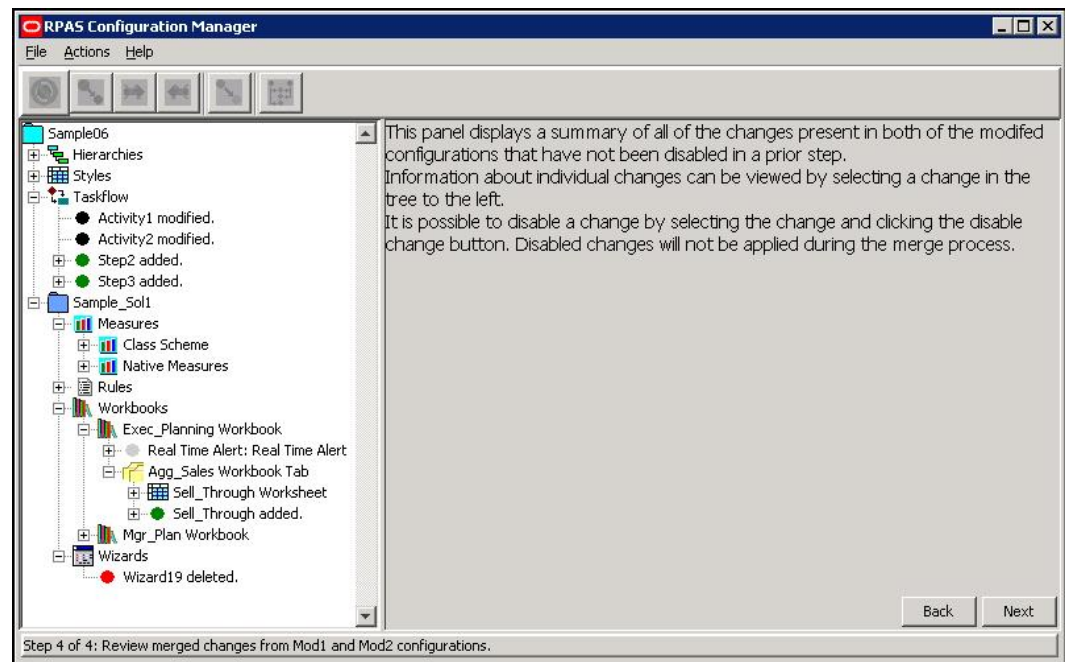 RPAS Configuration Manager
File Actions Help
Sample06
Hierarchies
Styles
Taskflow
Activity1 modified.
Activity2 modified.
Step2 added.
Step3 added.
Sample_Sol1
Measures
Class Scheme
Native Measures
Rules
Workbooks
Exec_Planning Workbook
Real Time Alert: Real Time Alert
Agg_Sales Workbook Tab
Sell_Through Worksheet
Sell_Through added.
Mgr_Plan Workbook
Wizards
Wizard19 deleted.
This panel displays a summary of all of the changes present in both of the modifed
configurations that have not been disabled in a prior step.
Information about individual changes can be viewed by selecting a change in the
tree to the left.
It is possible to disable a change by selecting the change and clicking the disable
change button. Disabled changes will not be applied during the merge process.
Back Next
Step 4 of 4: Review merged changes from Mod1 and Mod2 configurations.